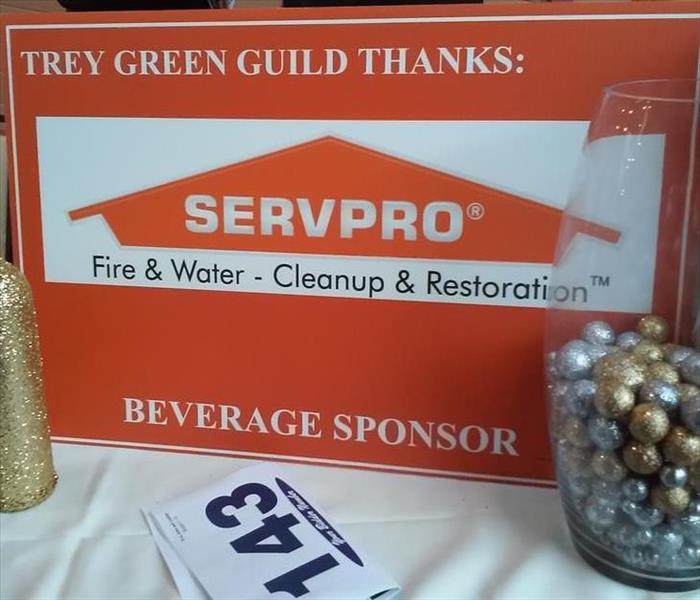 TREY GREEN GUILD THANKS:
SERVPRO®
Fire & Water - Cleanup & Restoration™
BEVERAGE SPONSOR
143